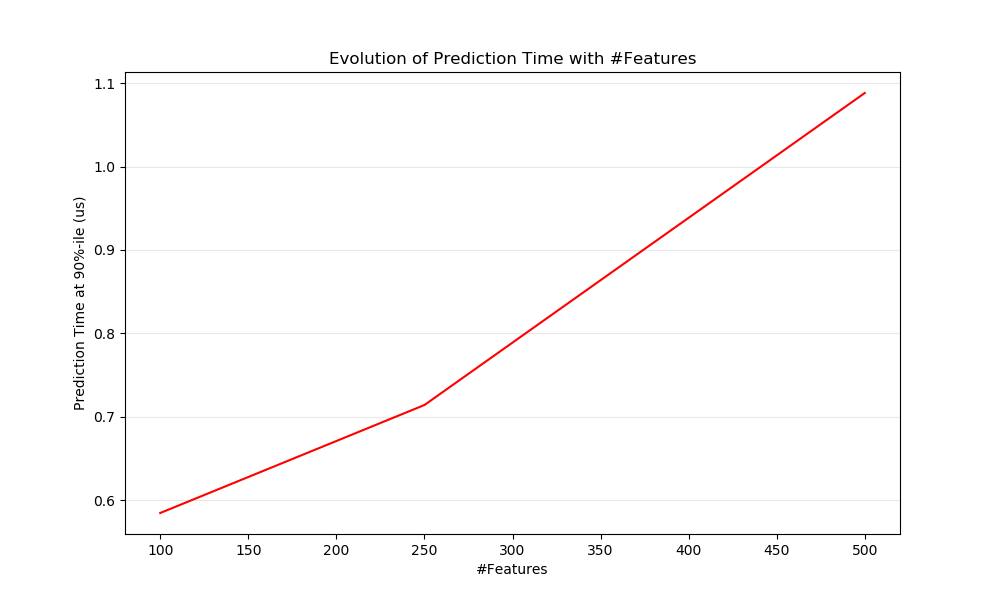 Evolution of Prediction Time with #Features
Prediction Time at 90%-ile (us)
1.1
1.0
0.9
0.8
0.7
0.6
100 150 200 250 300 350 400 450 500
#Features